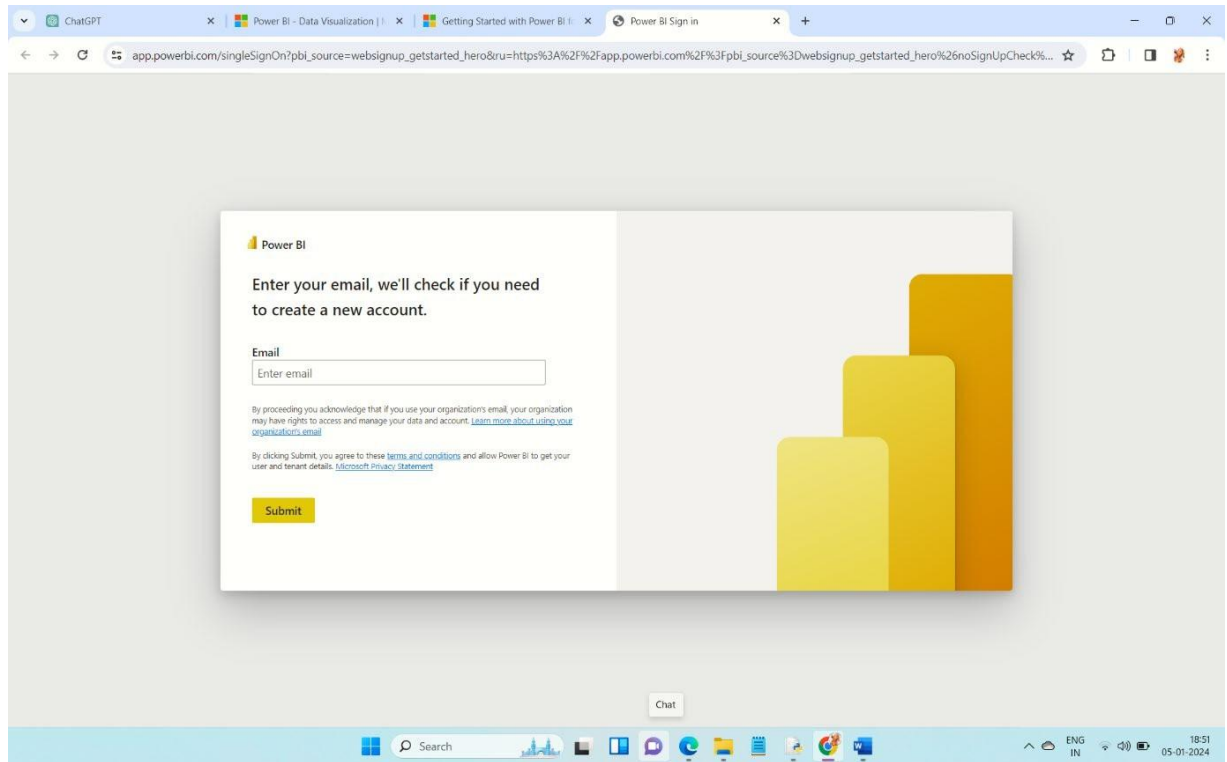 ChatGPT
Power BI - Data Visualization |
Getting Started with Power BI
Power BI Sign in
app.powerbi.com/singleSignOn?pbi_source=websignup_getstarted_hero&ru=https%3A%2F%2Fapp.powerbi.com%2F%3Fpbi_source%3Dwebsignup_getstarted_hero%26noSignUpCheck%...
Power BI
Enter your email, we'll check if you need
to create a new account.
Email
Enter email
By proceeding you acknowledge that if you use your organization's email, your organization
may have rights to access and manage your data and account. Learn more about using your
organization's email
By clicking Submit, you agree to these terms and conditions and allow Power BI to get your
user and tenant details. Microsoft Privacy Statement
Submit
Chat
Search
ENG
IN
18:51
05-01-2024